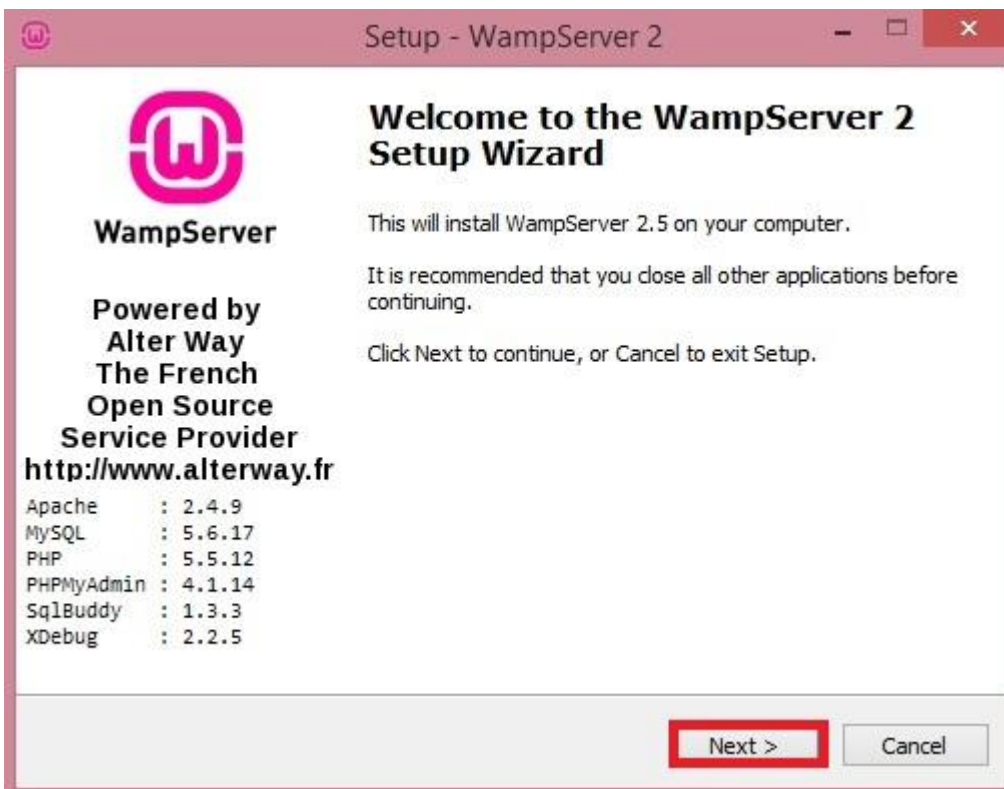 Setup - WampServer 2
WampServer
Powered by
Alter Way
The French
Open Source
Service Provider
http://www.alterway.fr
Apache : 2.4.9
MySQL : 5.6.17
PHP : 5.5.12
PHPMyAdmin : 4.1.14
SqlBuddy : 1.3.3
XDebug : 2.2.5
Welcome to the WampServer 2
Setup Wizard
This will install WampServer 2.5 on your computer.
It is recommended that you close all other applications before
continuing.
Click Next to continue, or Cancel to exit Setup.
Next >
Cancel